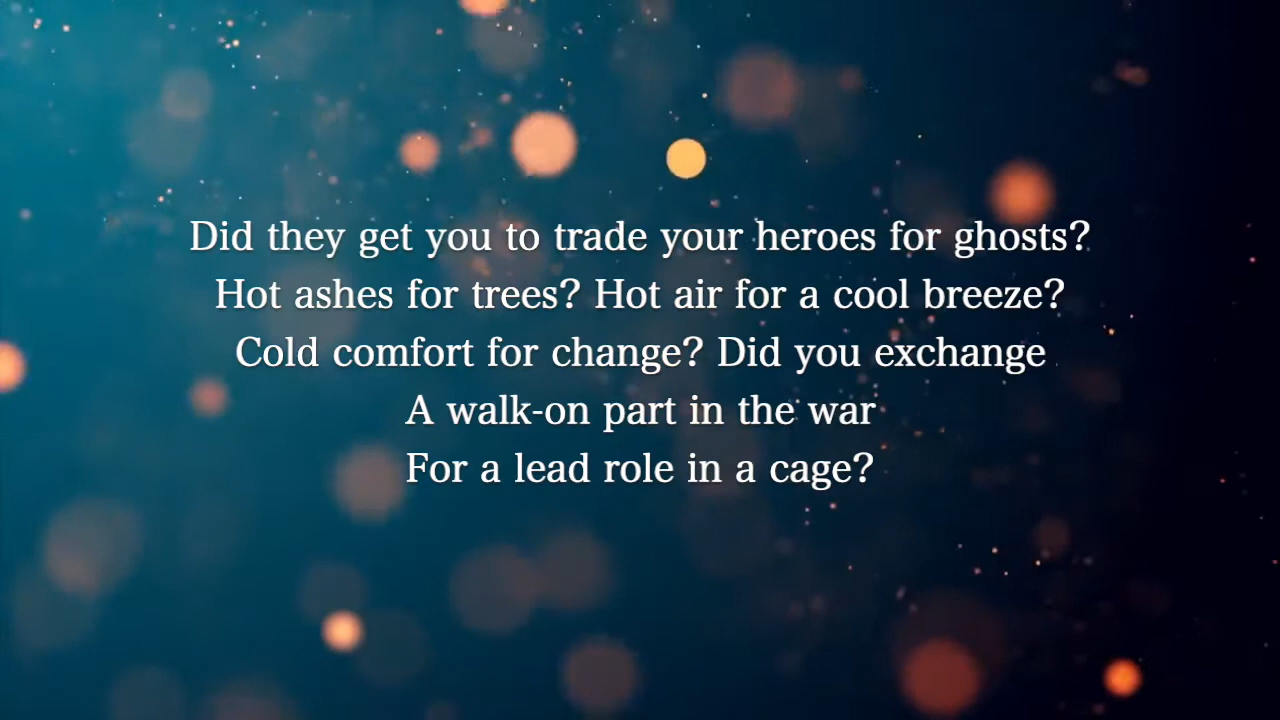 Did they get you to trade your heroes for ghosts?
Hot ashes for trees? Hot air for a cool breeze?
Cold comfort for change? Did you exchange
A walk-on part in the war
For a lead role in a cage?